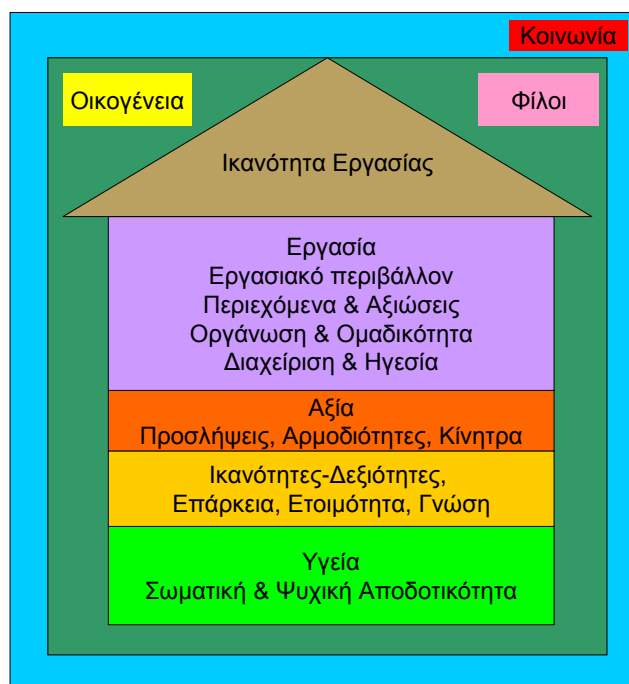 Κοινωνία
Οικογένεια
Φίλοι
Ικανότητα Εργασίας
Εργασία
Εργασιακό περιβάλλον
Περιεχόμενα & Αξιώσεις
Οργάνωση & Ομαδικότητα
Διαχείριση & Ηγεσία
Αξία
Προσλήψεις, Αρμοδιότητες, Κίνητρα
Ικανότητες-Δεξιότητες,
Επάρκεια, Ετοιμότητα, Γνώση
Υγεία
Σωματική & Ψυχική Αποδοτικότητα